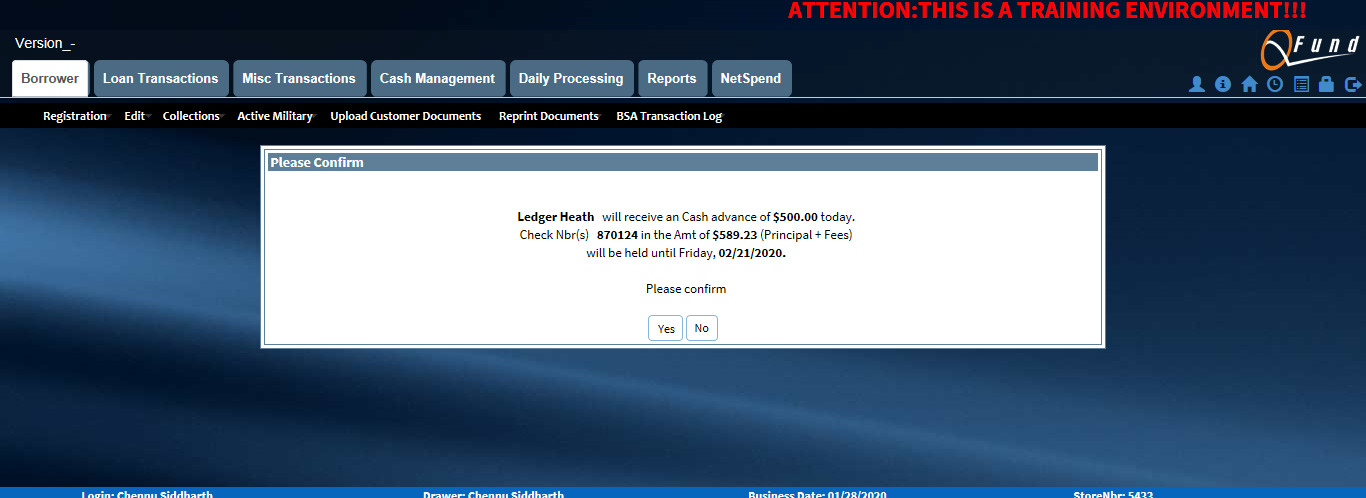 ATTENTION:THIS IS A TRAINING ENVIRONMENT!!!
Version_-
QFund
Borrower Loan Transactions Misc Transactions Cash Management Daily Processing Reports NetSpend
Registration Edit Collections Active Military Upload Customer Documents Reprint Documents BSA Transaction Log
Please Confirm
Ledger Heath will receive an Cash advance of $500.00 today.
Check Nbr(s) 870124 in the Amt of $589.23 (Principal + Fees)
will be held until Friday, 02/21/2020.
Please confirm
Yes No
Login: Chennu Siddharth Drawer: Chennu Siddharth Business Date: 01/28/2020 StoreNbr: 5433